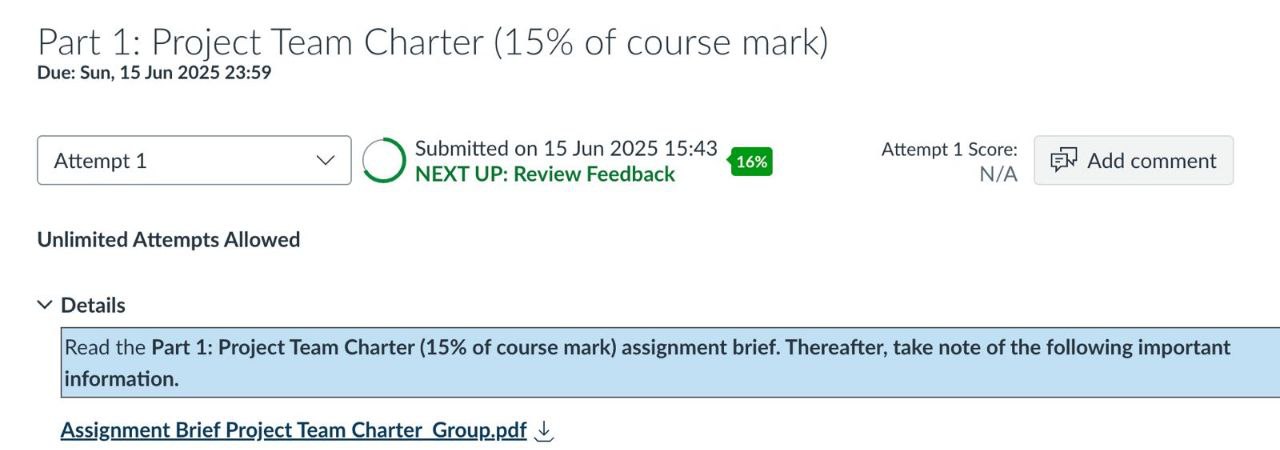 Part 1: Project Team Charter (15% of course mark)
Due: Sun, 15 Jun 2025 23:59
Attempt 1
Submitted on 15 Jun 2025 15:43
NEXT UP: Review Feedback
16%
Attempt 1 Score:
N/A
Add comment
Unlimited Attempts Allowed
Details
Read the Part 1: Project Team Charter (15% of course mark) assignment brief. Thereafter, take note of the following important
information.
Assignment Brief Project Team Charter_Group.pdf